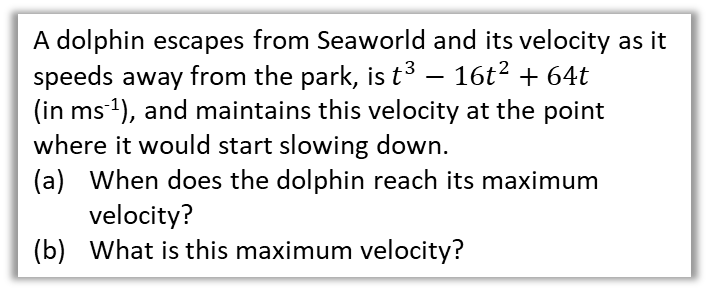 A dolphin escapes from Seaworld and its velocity as it
speeds away from the park, is t³ − 16t² + 64t
(in ms⁻¹), and maintains this velocity at the point
where it would start slowing down.
(a) When does the dolphin reach its maximum
velocity?
(b) What is this maximum velocity?